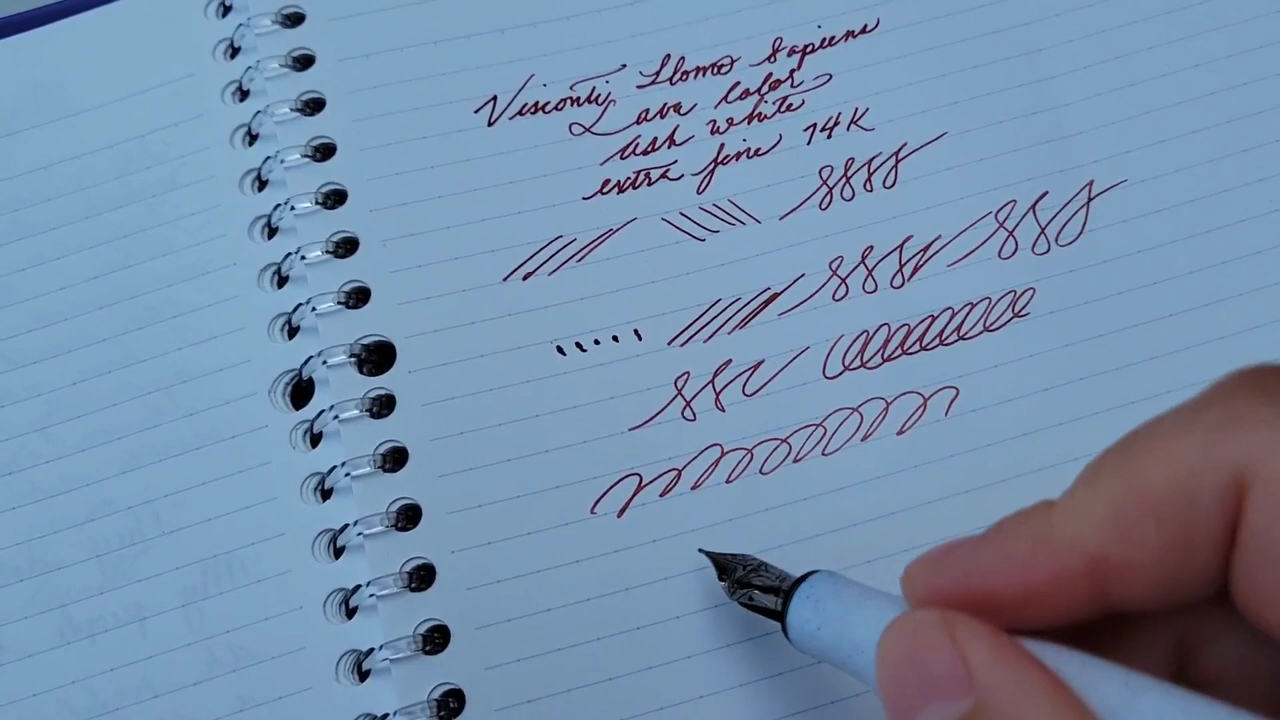 Visconti Homo Sapiens
Lava Color
ash white
extra fine 14K